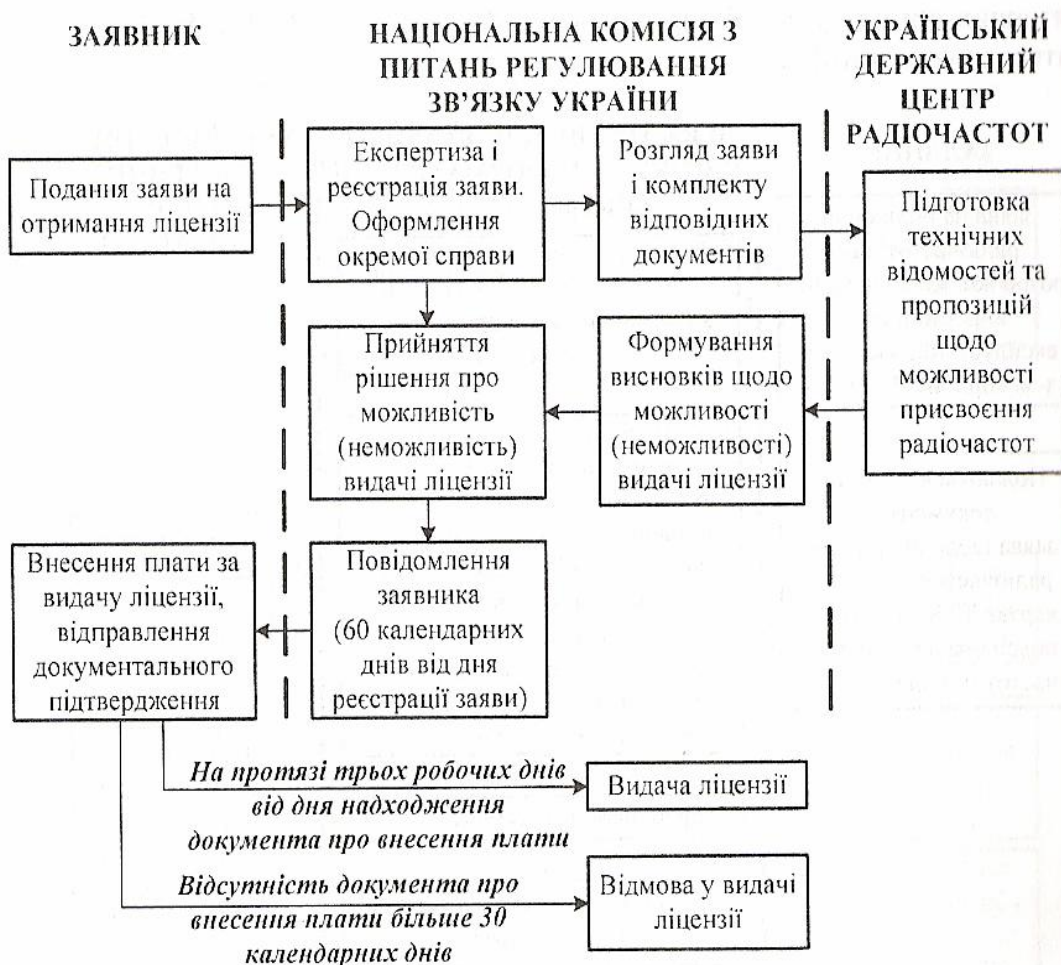 ЗАЯВНИК
НАЦІОНАЛЬНА КОМІСІЯ З
ПИТАНЬ РЕГУЛЮВАННЯ
ЗВ'ЯЗКУ УКРАЇНИ
УКРАЇНСЬКИЙ
ДЕРЖАВНИЙ
ЦЕНТР
РАДІОЧАСТОТ
Подання заяви на
отримання ліцензії
Експертиза і
реєстрація заяви.
Оформлення
окремої справи
Розгляд заяви
і комплекту
відповідних
документів
Підготовка
технічних
відомостей та
пропозицій
щодо
можливості
присвоєння
радіочастот
Прийняття
рішення про
можливість
(неможливість)
видачі ліцензії
Формування
висновків щодо
можливості
(неможливості)
видачі ліцензії
Внесення плати за
видачу ліцензії,
відправлення
документального
підтвердження
Повідомлення
заявника
(60 календарних
днів від дня
реєстрації заяви)
На протязі трьох робочих днів
від дня надходження
документа про внесення плати
Видача ліцензії
Відсутність документа про
внесення плати більше 30
календарних днів
Відмова у видачі
ліцензії